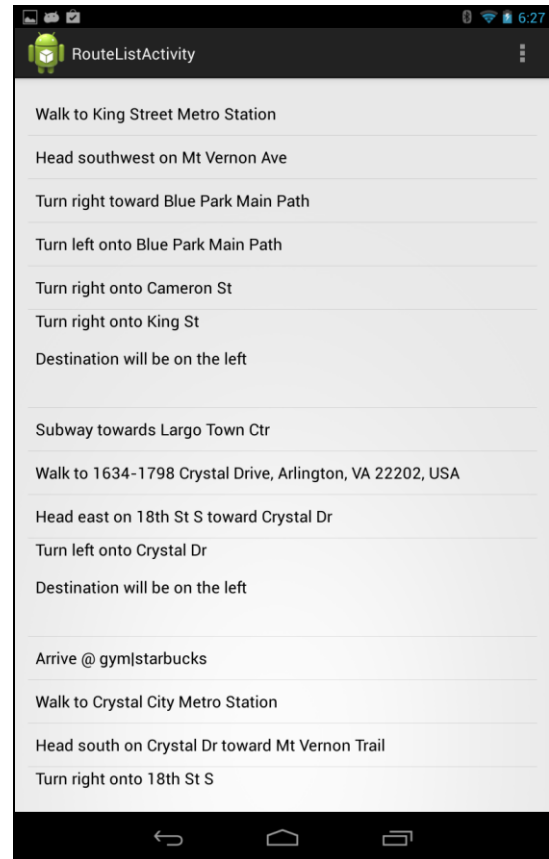 6:27
RouteListActivity
Walk to King Street Metro Station
Head southwest on Mt Vernon Ave
Turn right toward Blue Park Main Path
Turn left onto Blue Park Main Path
Turn right onto Cameron St
Turn right onto King St
Destination will be on the left
Subway towards Largo Town Ctr
Walk to 1634-1798 Crystal Drive, Arlington, VA 22202, USA
Head east on 18th St S toward Crystal Dr
Turn left onto Crystal Dr
Destination will be on the left
Arrive @ gym|starbucks
Walk to Crystal City Metro Station
Head south on Crystal Dr toward Mt Vernon Trail
Turn right onto 18th St S